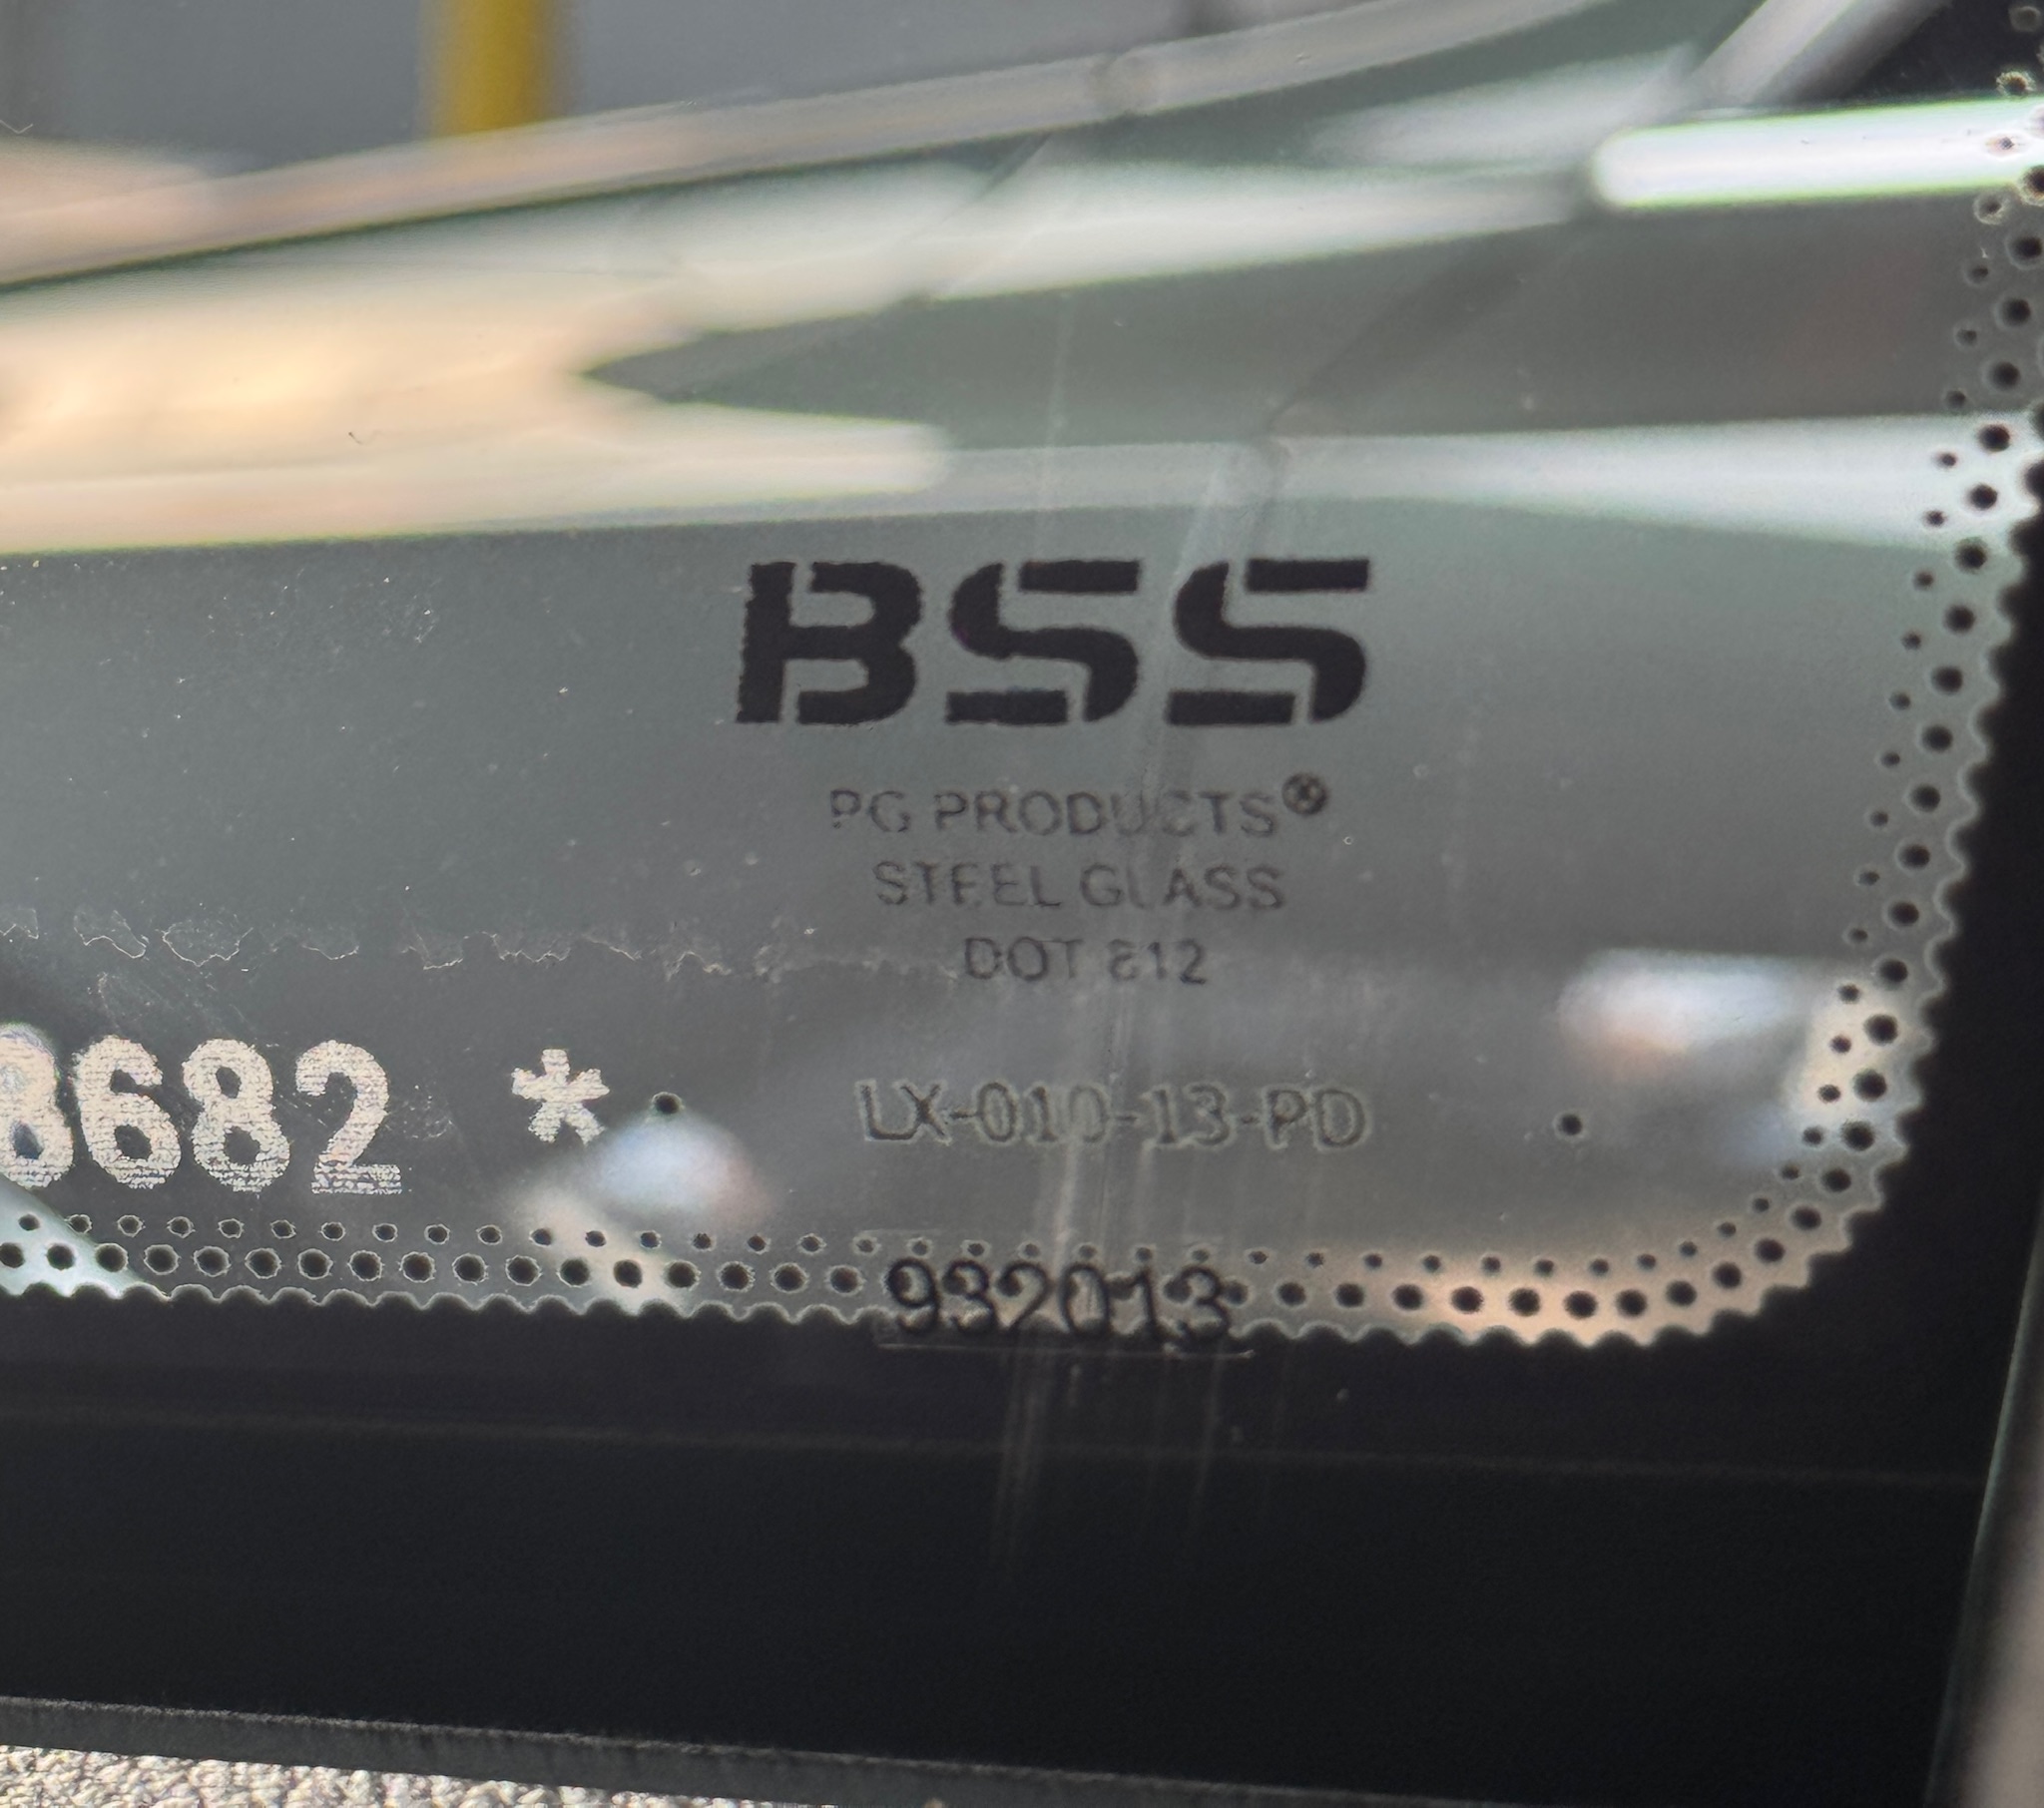 BSS
PG PRODUCTS®
STEEL GLASS
DOT 812
8682 *
LX-010-13-PD
932013